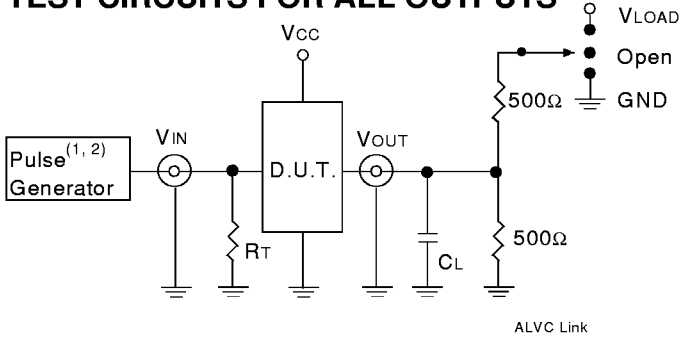 TEST CIRCUITS FOR ALL OUTPUTS
VLOAD
VCC
Open
500Ω
GND
VIN
VOUT
Pulse(1, 2)
Generator
D.U.T.
RT
CL
500Ω
ALVC Link